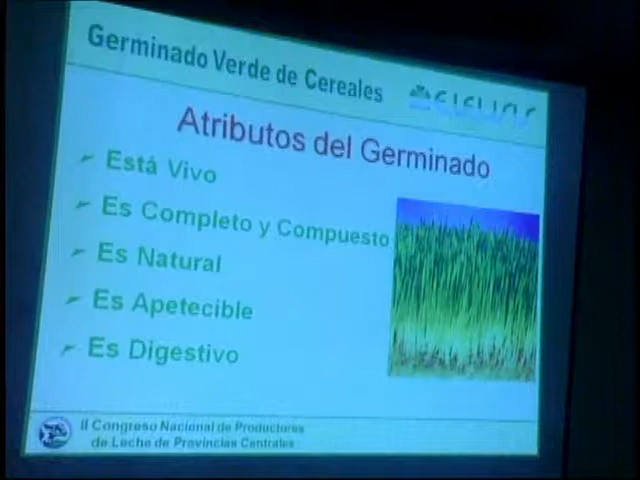 Germinado Verde de Cereales
Atributos del Germinado
Está Vivo
Es Completo y Compuesto
Es Natural
Es Apetecible
Es Digestivo
II Congreso Nacional de Productores
de Leche de Provincias Centrales